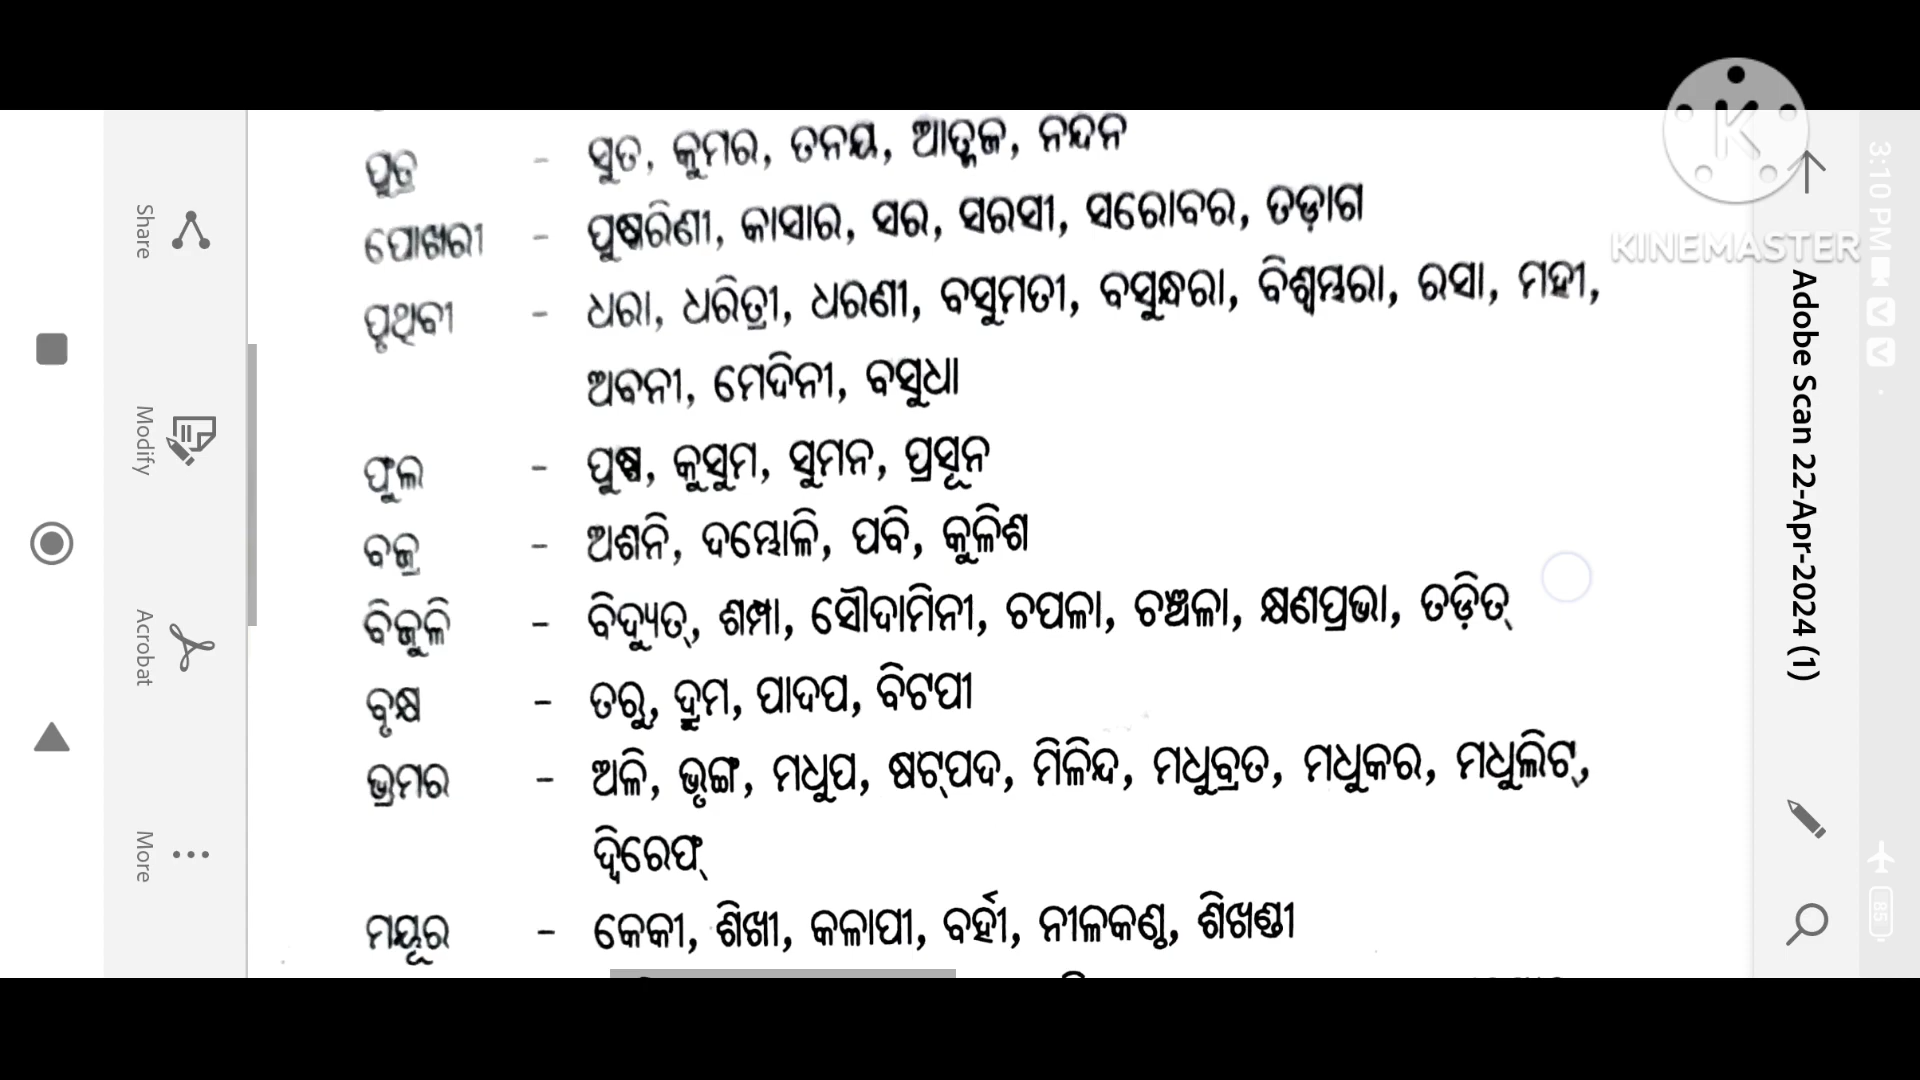 ପୁତ୍ର - ସୁତ, କୁମର, ତନୟ, ଆତ୍ମଜ, ନନ୍ଦନ
ପୋଖରୀ - ପୁଷ୍କରିଣୀ, କାସାର, ସର, ସରସୀ, ସରୋବର, ତଡ଼ାଗ
ପୃଥିବୀ - ଧରା, ଧରିତ୍ରୀ, ଧରଣୀ, ବସୁମତୀ, ବସୁନ୍ଧରା, ବିଶ୍ୱମ୍ଭରା, ରସା, ମହୀ,
ଅବନୀ, ମେଦିନୀ, ବସୁଧା
ଫୁଲ - ପୁଷ୍ପ, କୁସୁମ, ସୁମନ, ପ୍ରସୂନ
ବଜ୍ର - ଅଶନି, ଦମ୍ଭୋଳି, ପବି, କୁଳିଶ
ବିଜୁଳି - ବିଦ୍ୟୁତ୍, ଶମ୍ପା, ସୌଦାମିନୀ, ଚପଳା, ଚଞ୍ଚଳା, କ୍ଷଣପ୍ରଭା, ତଡ଼ିତ୍
ବୃକ୍ଷ - ତରୁ, ଦ୍ରୁମ, ପାଦପ, ବିଟପୀ
ଭ୍ରମର - ଅଳି, ଭୃଙ୍ଗ, ମଧୁପ, ଷଟ୍‌ପଦ, ମିଳିନ୍ଦ, ମଧୁବ୍ରତ, ମଧୁକର, ମଧୁଲିଟ୍,
ଦ୍ୱିରେଫ୍
ମୟୂର - କେକୀ, ଶିଖୀ, କଳାପୀ, ବର୍ହୀ, ନୀଳକଣ୍ଠ, ଶିଖଣ୍ଡୀ
Share
Modify
Acrobat
More
Adobe Scan 22-Apr-2024 (1)
3:10 PM
85
K
KINEMASTER